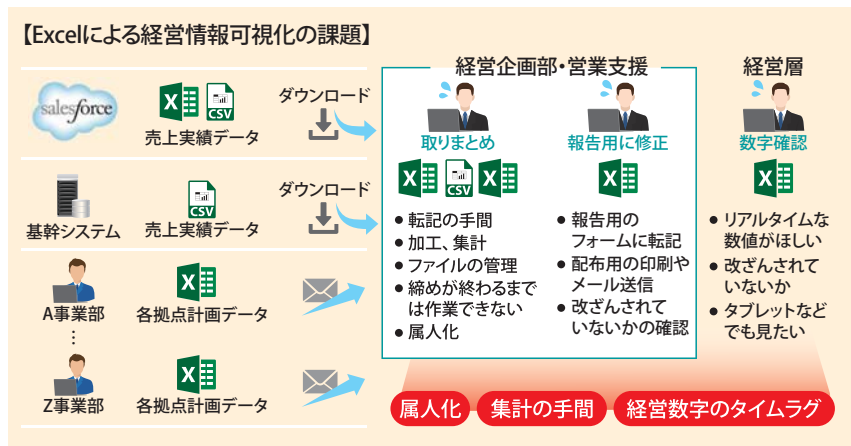 【Excelによる経営情報可視化の課題】
salesforce
X
CSV
売上実績データ
ダウンロード
基幹システム
CSV
売上実績データ
ダウンロード
A事業部
X
各拠点計画データ
⋮
Z事業部
X
各拠点計画データ
経営企画部・営業支援
取りまとめ
X
CSV
X
● 転記の手間
● 加工、集計
● ファイルの管理
● 締めが終わるまで
は作業できない
● 属人化
報告用に修正
X
● 報告用の
フォームに転記
● 配布用の印刷や
メール送信
● 改ざんされて
いないかの確認
経営層
数字確認
X
● リアルタイムな
数値がほしい
● 改ざんされて
いないか
● タブレットなど
でも見たい
属人化
集計の手間
経営数字のタイムラグ